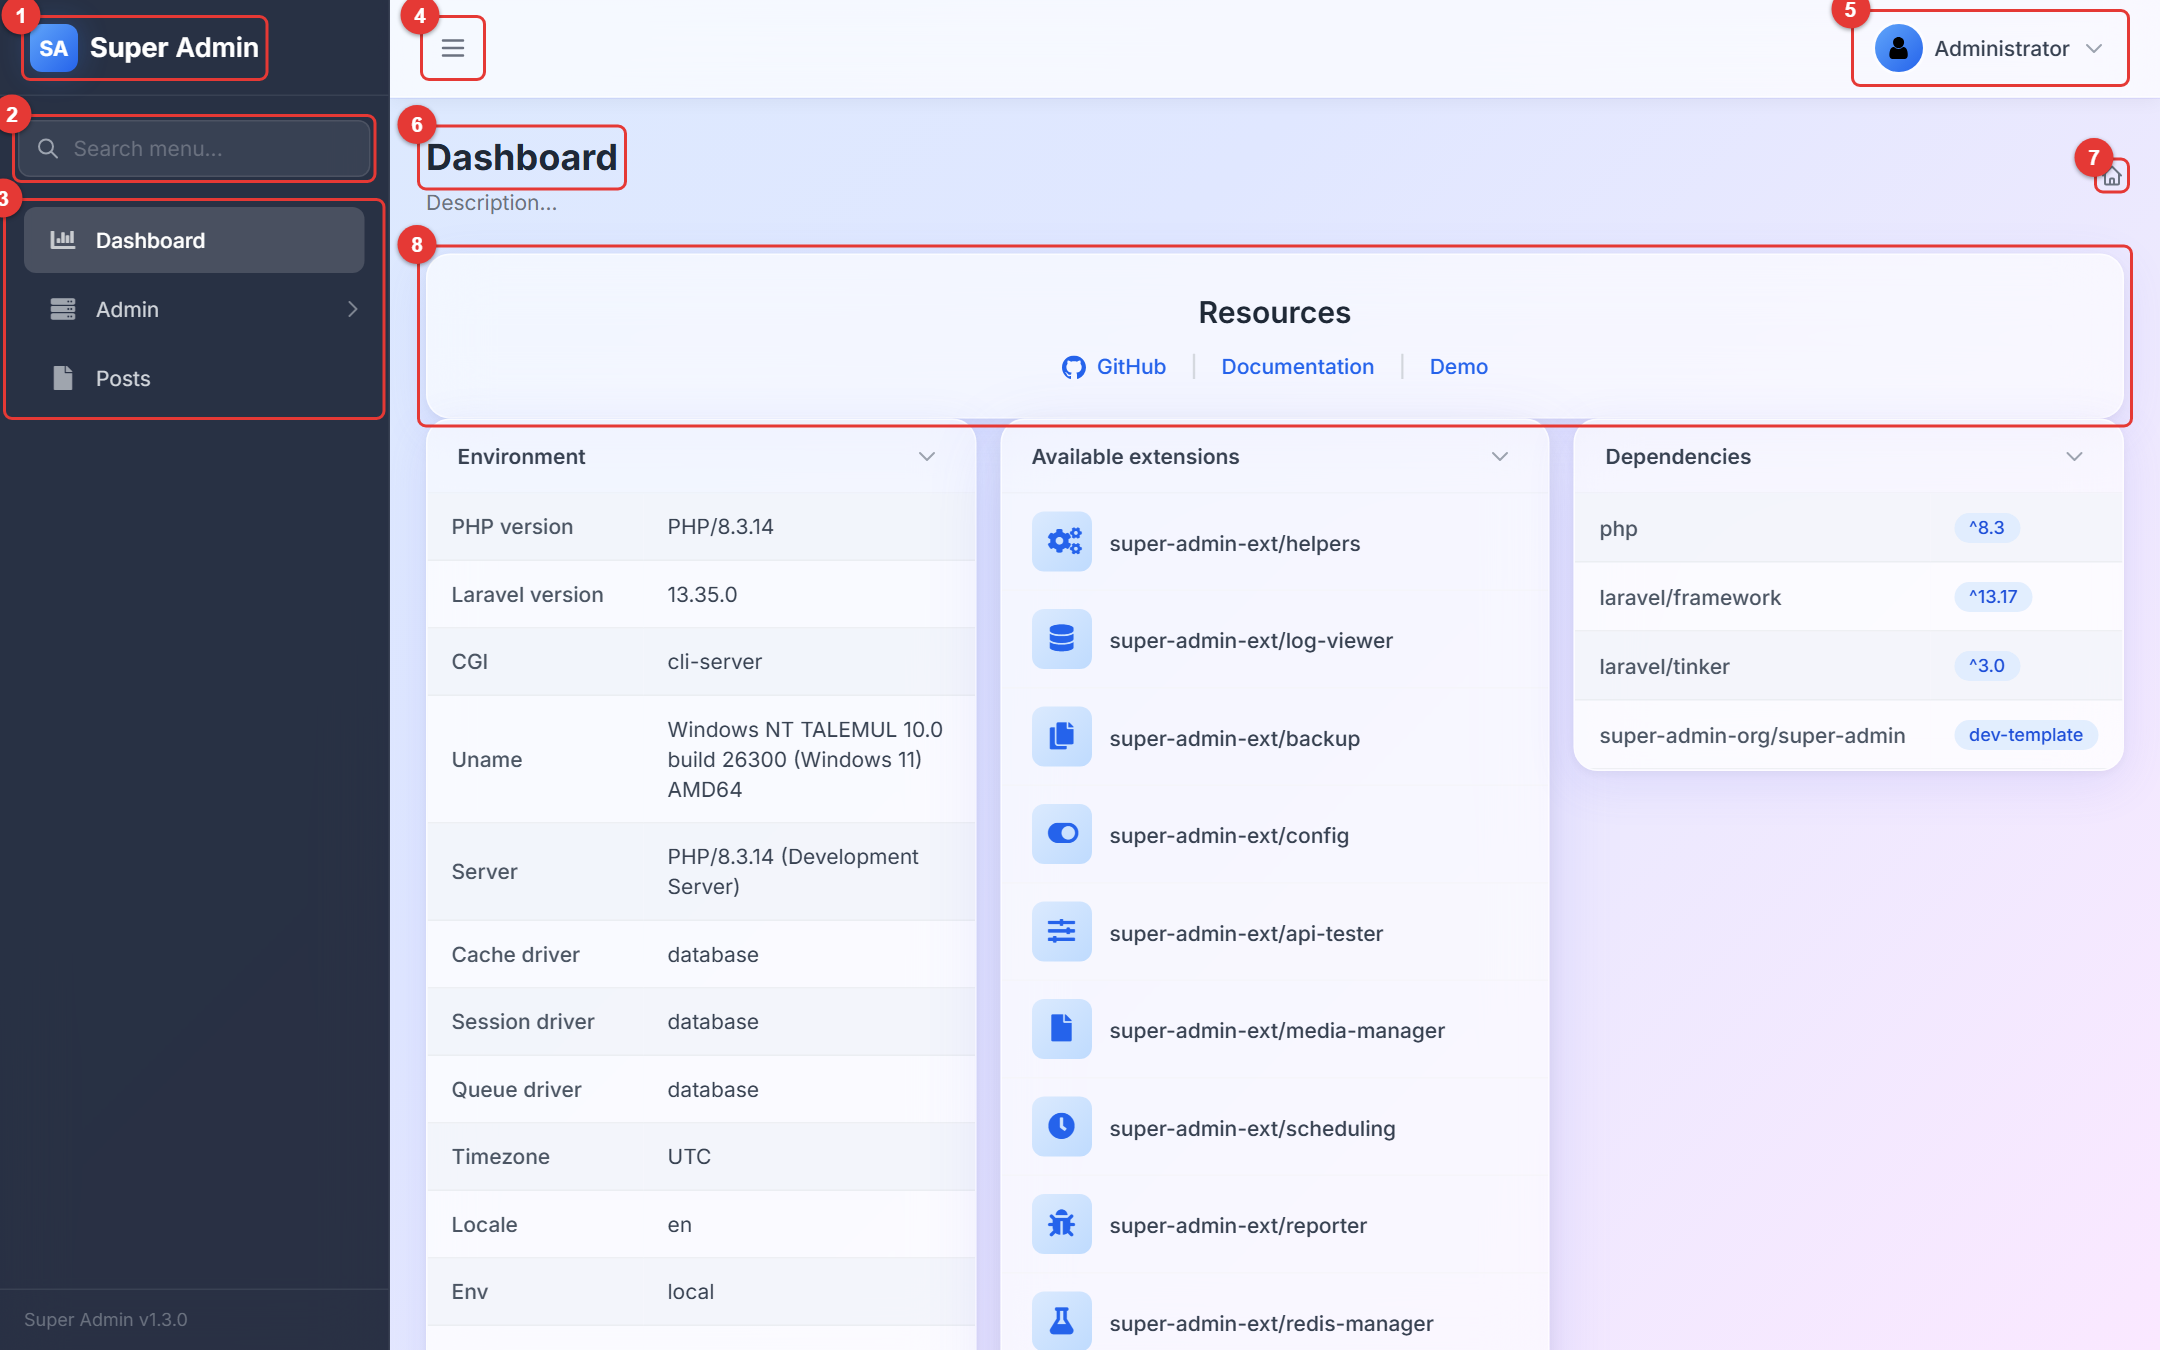 1
SA Super Admin
2
Search menu...
3
Dashboard
Admin
Posts
Super Admin v1.3.0
4
5
Administrator
6
Dashboard
Description...
7
8
Resources
GitHub | Documentation | Demo
Environment
PHP version PHP/8.3.14
Laravel version 13.35.0
CGI cli-server
Uname Windows NT TALEMUL 10.0
build 26300 (Windows 11)
AMD64
Server PHP/8.3.14 (Development
Server)
Cache driver database
Session driver database
Queue driver database
Timezone UTC
Locale en
Env local
Available extensions
super-admin-ext/helpers
super-admin-ext/log-viewer
super-admin-ext/backup
super-admin-ext/config
super-admin-ext/api-tester
super-admin-ext/media-manager
super-admin-ext/scheduling
super-admin-ext/reporter
super-admin-ext/redis-manager
Dependencies
php ^8.3
laravel/framework ^13.17
laravel/tinker ^3.0
super-admin-org/super-admin dev-template